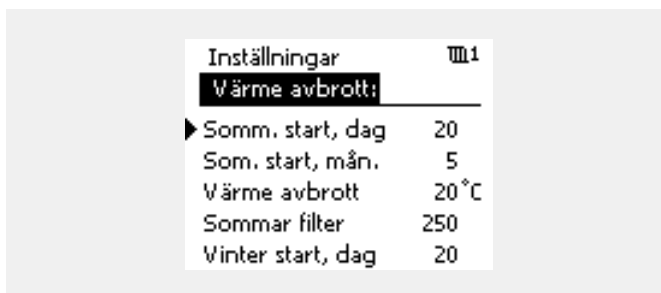 Inställningar 1
Värme avbrott:
Somm. start, dag 20
Som. start, mån. 5
Värme avbrott 20°C
Sommar filter 250
Vinter start, dag 20